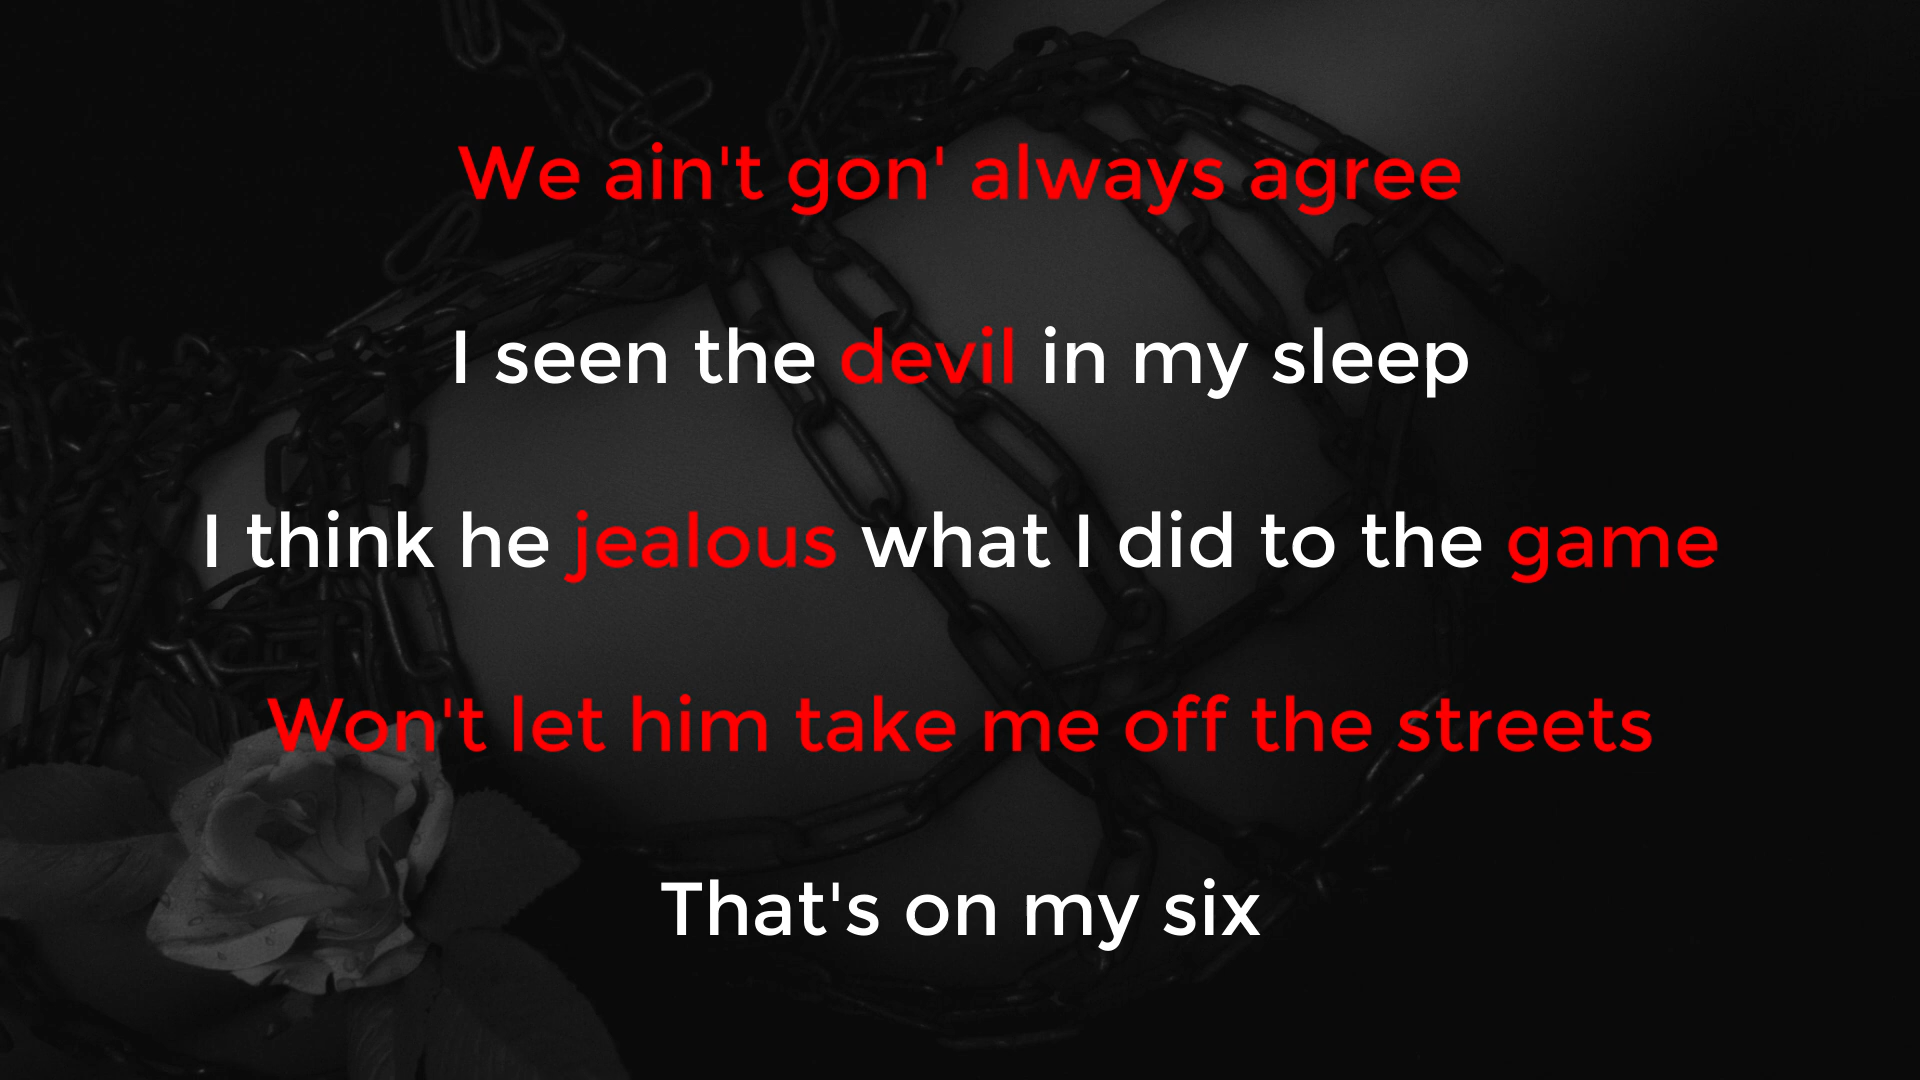 We ain't gon' always agree
I seen the devil in my sleep
I think he jealous what I did to the game
Won't let him take me off the streets
That's on my six